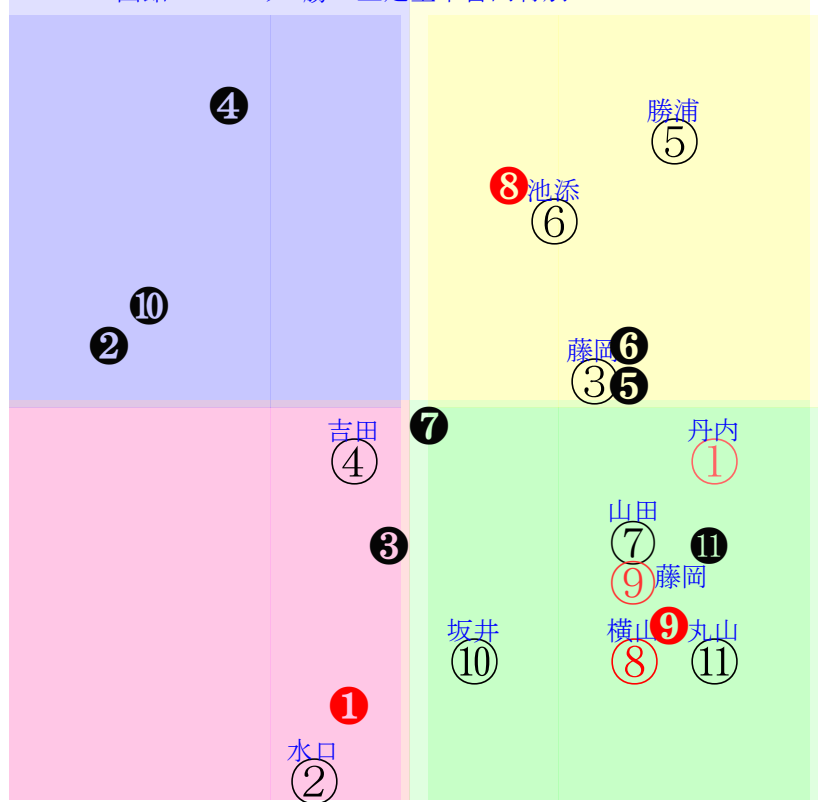 ❹
勝浦
⑤
❽ 池添
⑥
❿
❷
藤岡 ❻
③ ❺
吉田 ❼ 丹内
④ ①
山田
❸ ⑦ ⓫
⑨ 藤岡
坂井 横山 ❾ 丸山
⑩ ⑧ ⑪
❶
水口
②